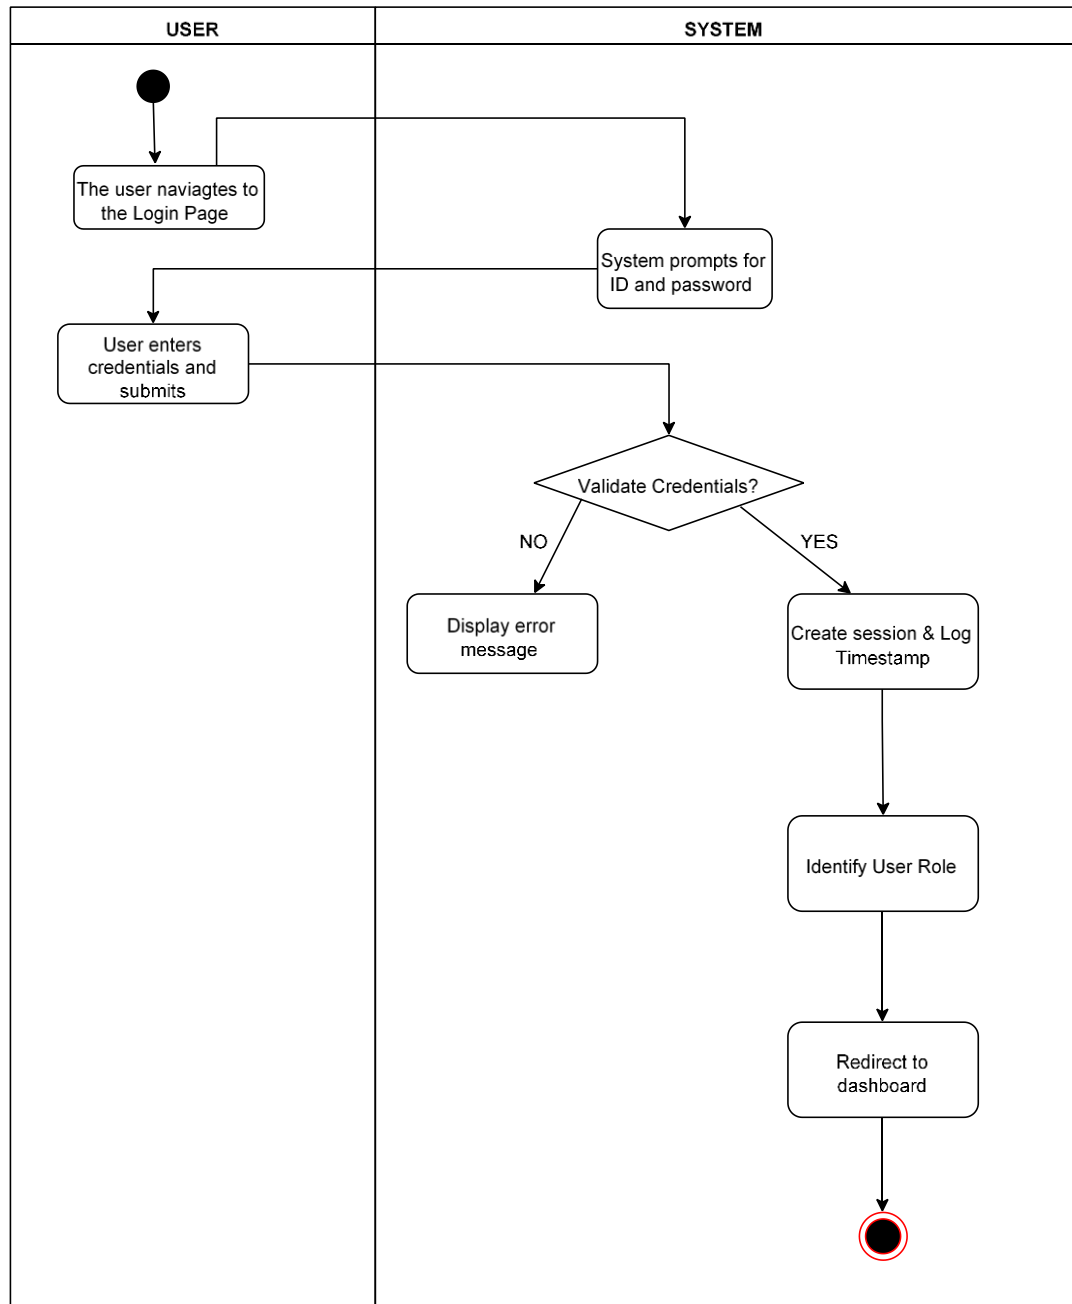 USER
SYSTEM
The user naviagtes to
the Login Page
System prompts for
ID and password
User enters
credentials and
submits
Validate Credentials?
NO
YES
Display error
message
Create session & Log
Timestamp
Identify User Role
Redirect to
dashboard